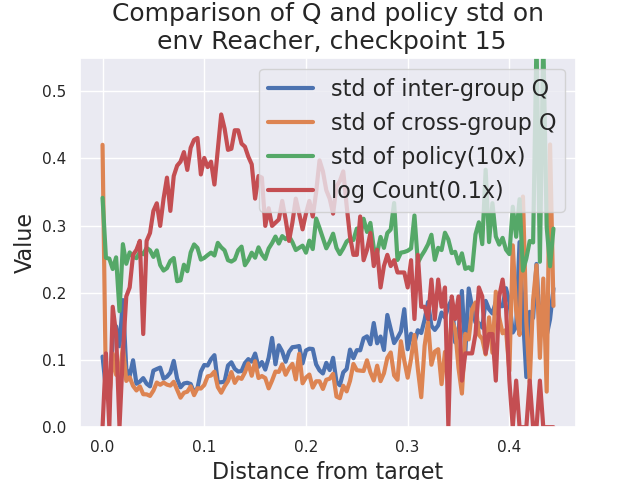 Comparison of Q and policy std on
env Reacher, checkpoint 15
std of inter-group Q
std of cross-group Q
std of policy(10x)
log Count(0.1x)
Value
0.5
0.4
0.3
0.2
0.1
0.0
0.0 0.1 0.2 0.3 0.4
Distance from target